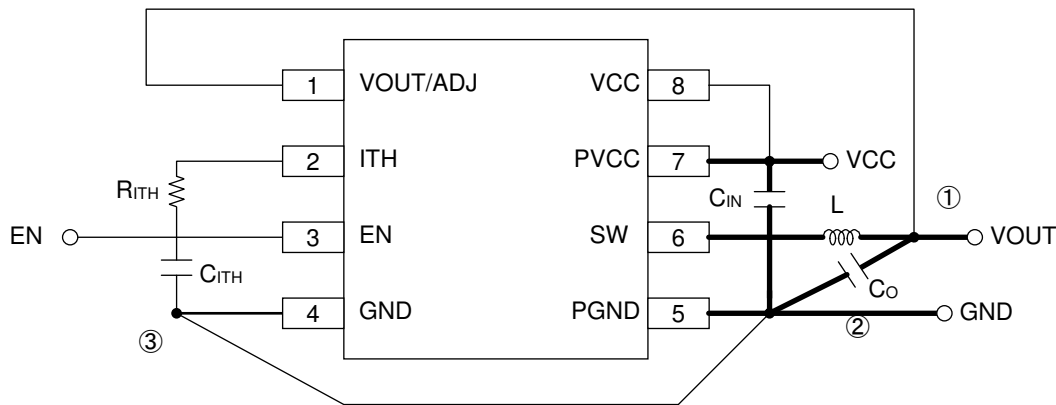 1 VOUT/ADJ VCC 8
2 ITH PVCC 7 VCC
RITH CIN
L ①
EN 3 EN SW 6 VOUT
CITH CO
4 GND PGND 5 GND
③ ②